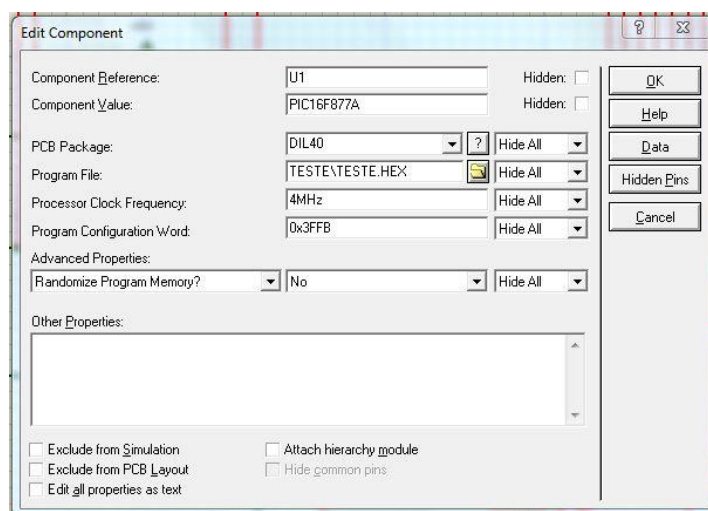 Edit Component
Component Reference: U1 Hidden: OK
Component Value: PIC16F877A Hidden: Help
PCB Package: DIL40 ? Hide All Data
Program File: TESTE\TESTE.HEX Hide All Hidden Pins
Processor Clock Frequency: 4MHz Hide All
Program Configuration Word: 0x3FFB Hide All Cancel
Advanced Properties:
Randomize Program Memory? No Hide All
Other Properties:
Exclude from Simulation Attach hierarchy module
Exclude from PCB Layout Hide common pins
Edit all properties as text